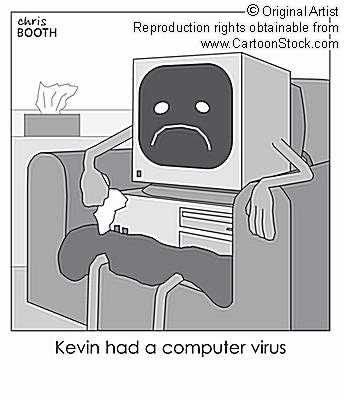 © Original Artist
Reproduction rights obtainable from
www.CartoonStock.com
chris
BOOTH
Kevin had a computer virus